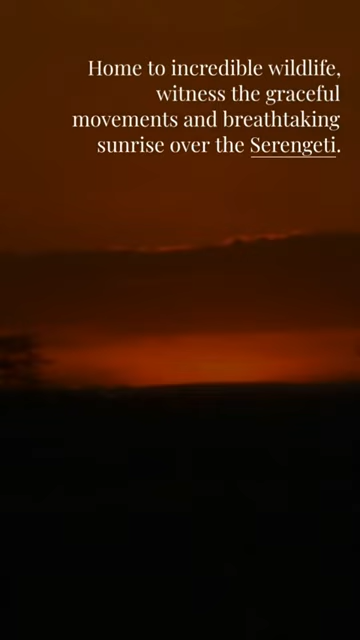 Home to incredible wildlife,
witness the graceful
movements and breathtaking
sunrise over the Serengeti.